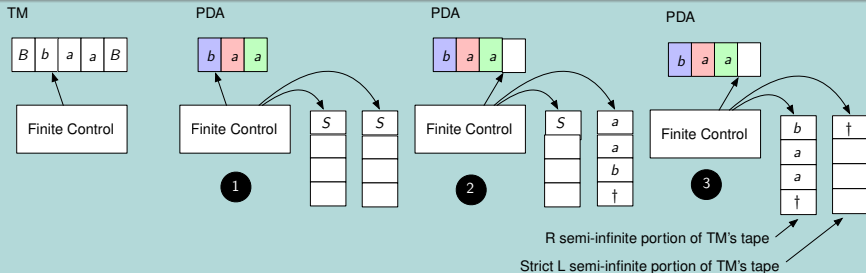 TM
B b a a B
Finite Control
PDA
b a a
Finite Control
S S
1
PDA
b a a
Finite Control
S a
a
b
†
2
PDA
b a a
Finite Control
b †
a
a
†
3
R semi-infinite portion of TM's tape
Strict L semi-infinite portion of TM's tape